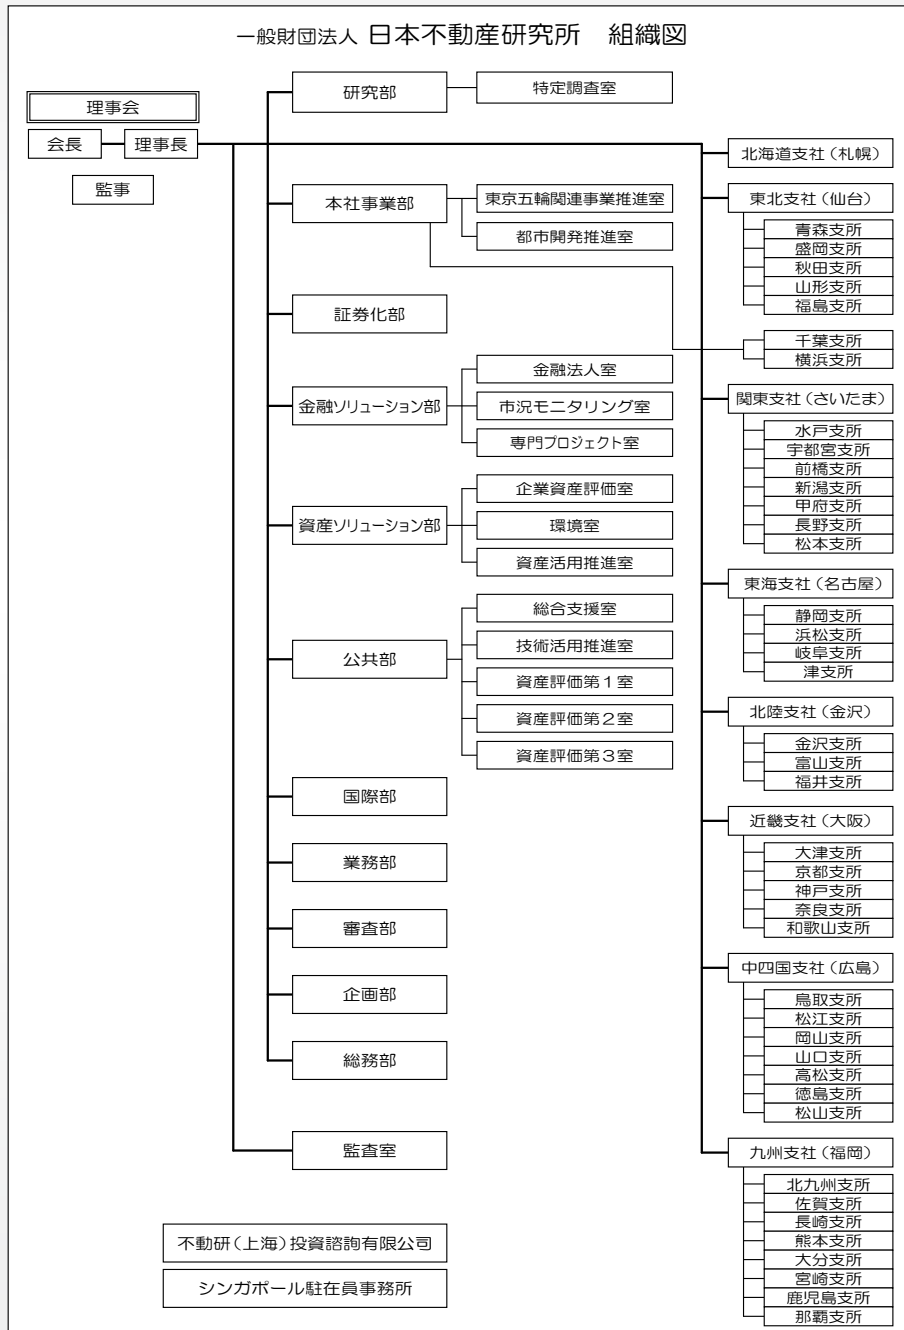 一般財団法人 日本不動産研究所 組織図
理事会
会長
理事長
監事
研究部
特定調査室
本社事業部
東京五輪関連事業推進室
都市開発推進室
証券化部
金融ソリューション部
金融法人室
市況モニタリング室
専門プロジェクト室
資産ソリューション部
企業資産評価室
環境室
資産活用推進室
公共部
総合支援室
技術活用推進室
資産評価第1室
資産評価第2室
資産評価第3室
国際部
業務部
審査部
企画部
総務部
監査室
不動研(上海)投資諮詢有限公司
シンガポール駐在員事務所
北海道支社(札幌)
東北支社(仙台)
青森支所
盛岡支所
秋田支所
山形支所
福島支所
千葉支所
横浜支所
関東支社(さいたま)
水戸支所
宇都宮支所
前橋支所
新潟支所
甲府支所
長野支所
松本支所
東海支社(名古屋)
静岡支所
浜松支所
岐阜支所
津支所
北陸支社(金沢)
金沢支所
富山支所
福井支所
近畿支社(大阪)
大津支所
京都支所
神戸支所
奈良支所
和歌山支所
中四国支社(広島)
鳥取支所
松江支所
岡山支所
山口支所
高松支所
徳島支所
松山支所
九州支社(福岡)
北九州支所
佐賀支所
長崎支所
熊本支所
大分支所
宮崎支所
鹿児島支所
那覇支所